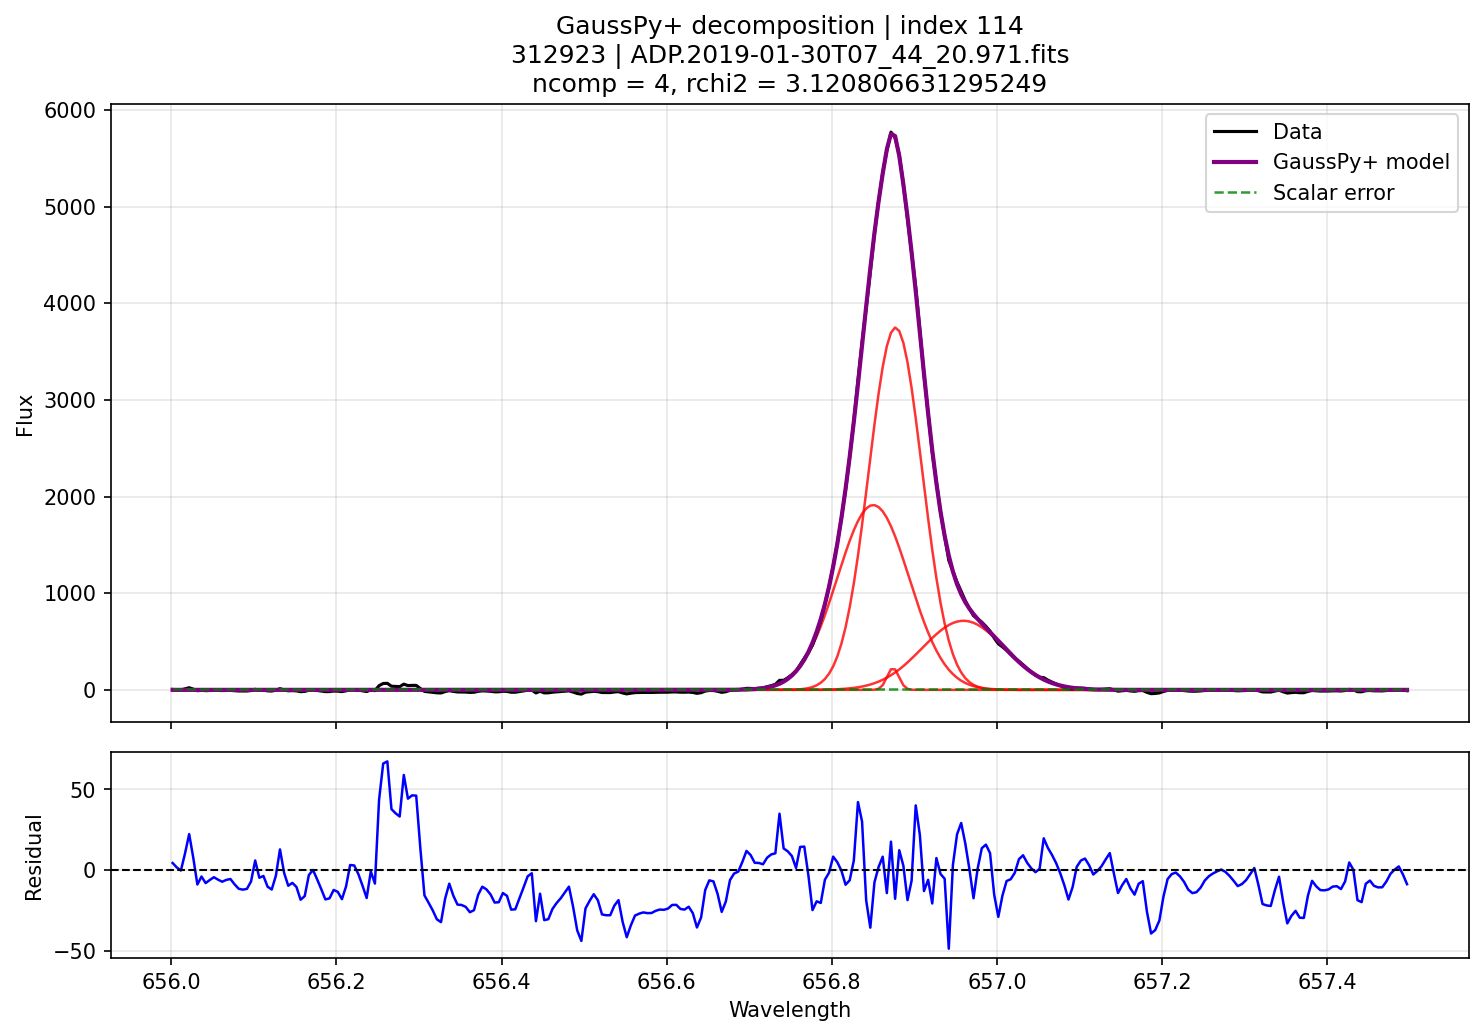 GaussPy+ decomposition | index 114
312923 | ADP.2019-01-30T07_44_20.971.fits
ncomp = 4, rchi2 = 3.120806631295249
Data
GaussPy+ model
Scalar error
Flux
6000
5000
4000
3000
2000
1000
0
Residual
50
0
−50
656.0
656.2
656.4
656.6
656.8
657.0
657.2
657.4
Wavelength